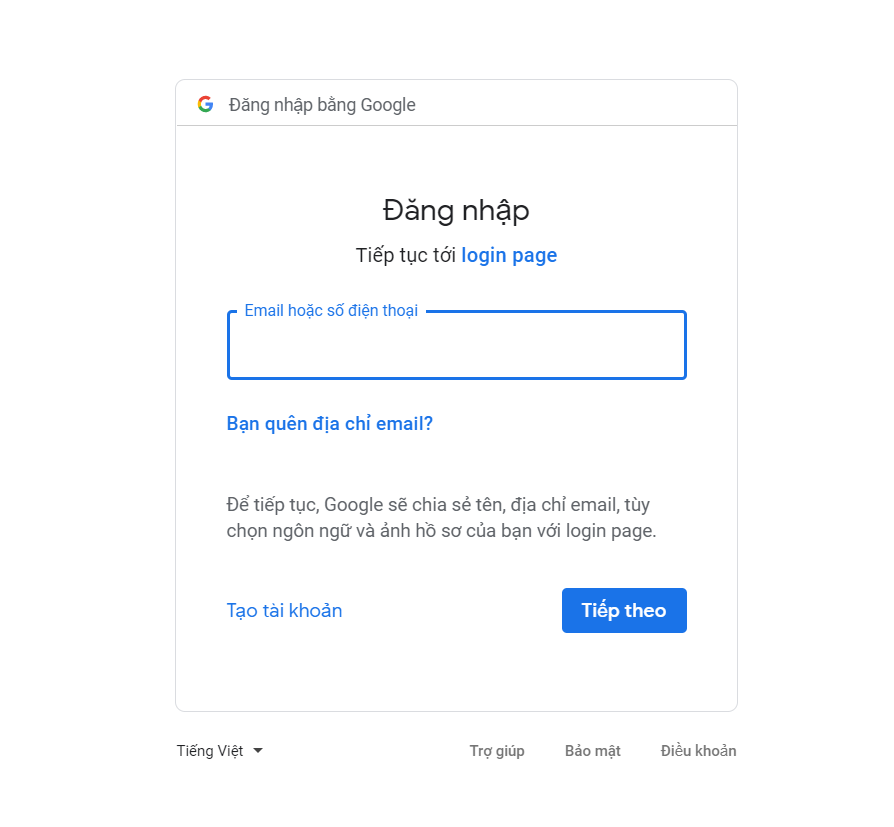 Đăng nhập bằng Google
Đăng nhập
Tiếp tục tới login page
Email hoặc số điện thoại
Bạn quên địa chỉ email?
Để tiếp tục, Google sẽ chia sẻ tên, địa chỉ email, tùy
chọn ngôn ngữ và ảnh hồ sơ của bạn với login page.
Tạo tài khoản
Tiếp theo
Tiếng Việt
Trợ giúp
Bảo mật
Điều khoản